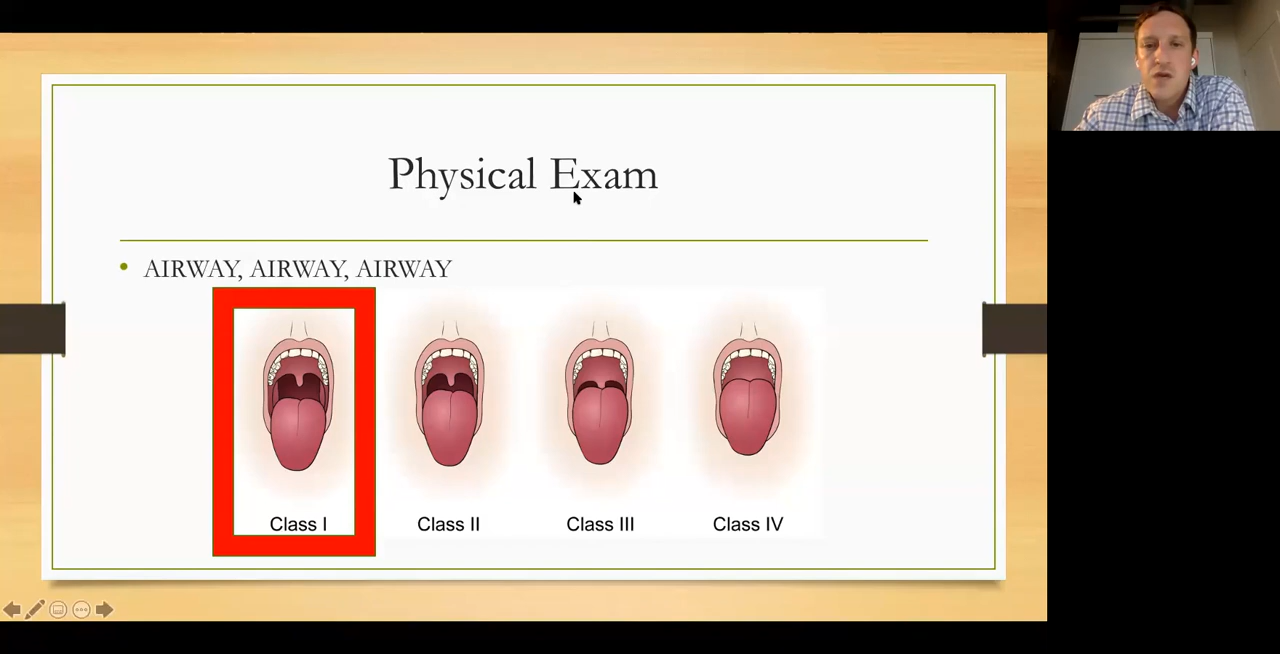 Physical Exam
• AIRWAY, AIRWAY, AIRWAY
Class I
Class II
Class III
Class IV